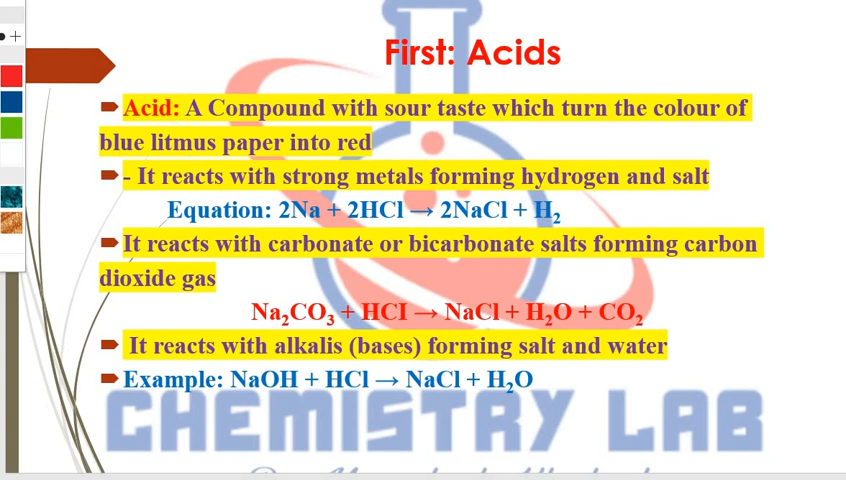 First: Acids
Acid: A Compound with sour taste which turn the colour of
blue litmus paper into red
- It reacts with strong metals forming hydrogen and salt
Equation: 2Na + 2HCl → 2NaCl + H₂
It reacts with carbonate or bicarbonate salts forming carbon
dioxide gas
Na₂CO₃ + HCI → NaCl + H₂O + CO₂
It reacts with alkalis (bases) forming salt and water
Example: NaOH + HCl → NaCl + H₂O
CHEMISTRY LAB